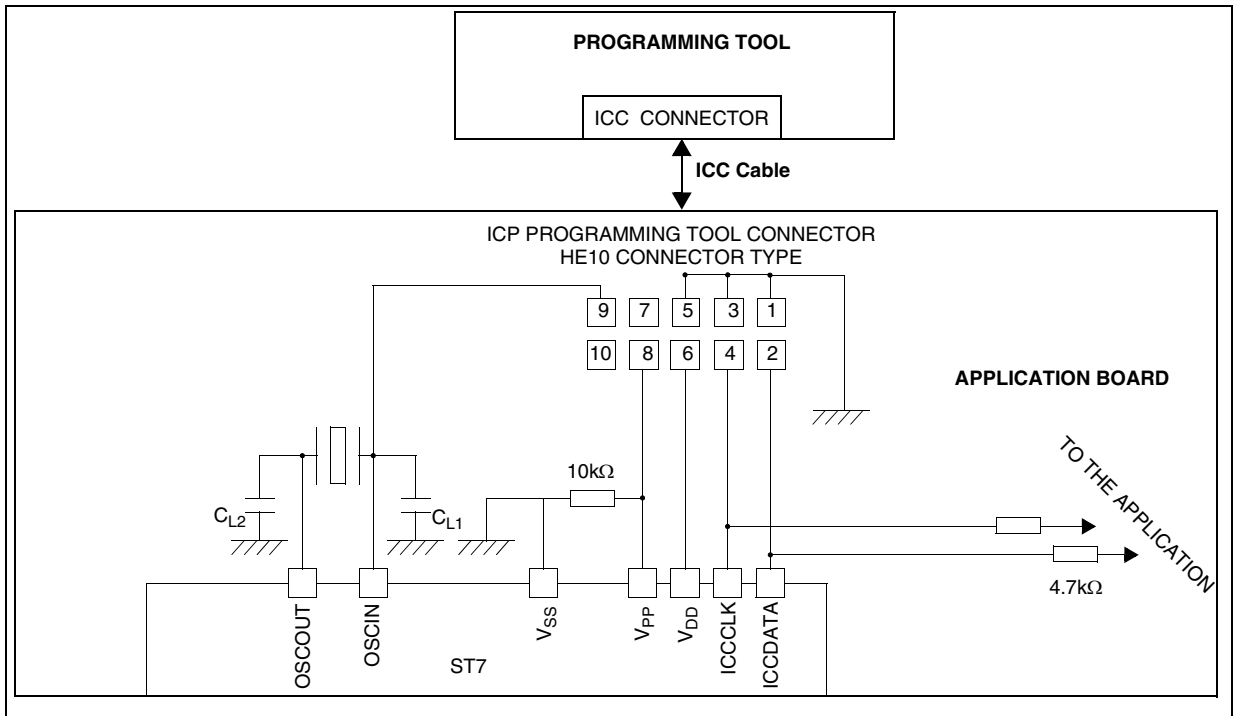 PROGRAMMING TOOL
ICC CONNECTOR
ICC Cable
ICP PROGRAMMING TOOL CONNECTOR
HE10 CONNECTOR TYPE
9 7 5 3 1
10 8 6 4 2
APPLICATION BOARD
TO THE APPLICATION
10kΩ
CL2
CL1
4.7kΩ
OSCOUT
OSCIN
VSS
VPP
VDD
ICCCLK
ICCDATA
ST7